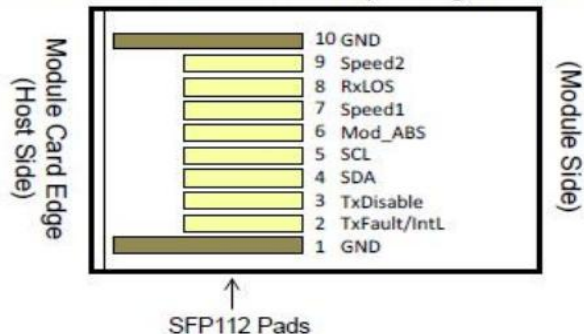 Module Card Edge
(Host Side)
10 GND
9 Speed2
8 RxLOS
7 Speed1
6 Mod_ABS
5 SCL
4 SDA
3 TxDisable
2 TxFault/IntL
1 GND
(Module Side)
SFP112 Pads